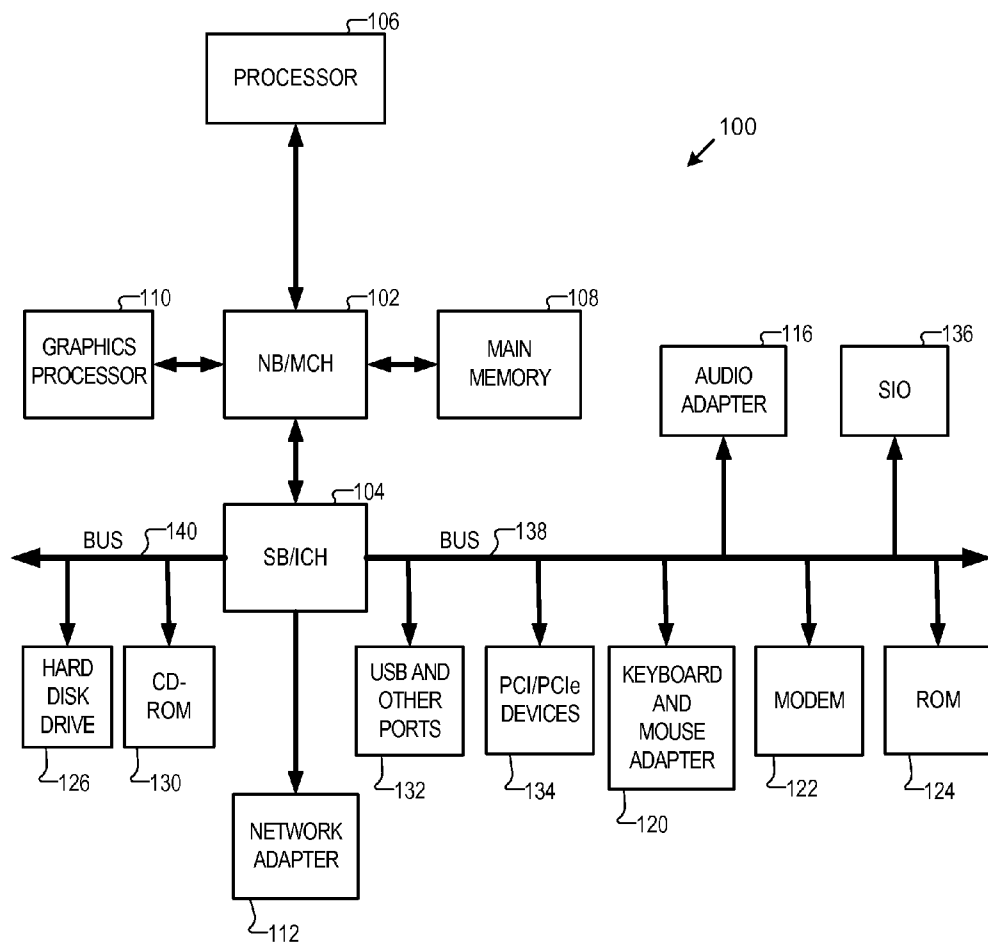 106
PROCESSOR
100
110
102
108
GRAPHICS
PROCESSOR
NB/MCH
MAIN
MEMORY
116
136
AUDIO
ADAPTER
SIO
104
BUS
140
SB/ICH
BUS
138
HARD
DISK
DRIVE
CD-
ROM
USB AND
OTHER
PORTS
PCI/PCIe
DEVICES
KEYBOARD
AND
MOUSE
ADAPTER
MODEM
ROM
126
130
132
134
120
122
124
NETWORK
ADAPTER
112